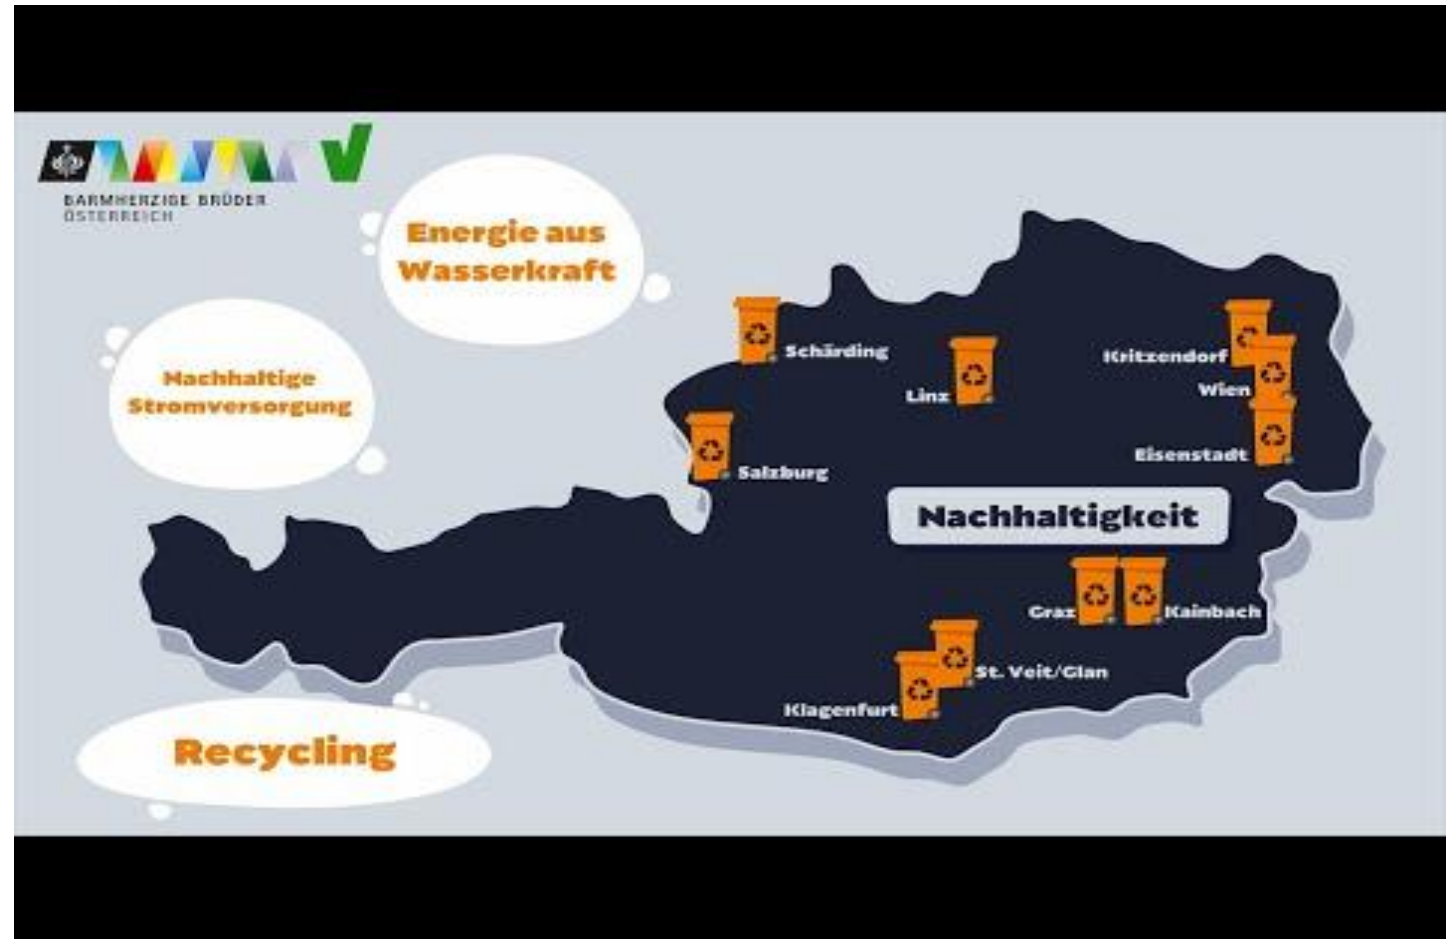 BARMHERZIGE BRÜDER
ÖSTERREICH
Energie aus
Wasserkraft
Nachhaltige
Stromversorgung
Schärding
Linz
Kritzendorf
Wien
Eisenstadt
Salzburg
Nachhaltigkeit
Graz
Kainbach
St. Veit/Glan
Klagenfurt
Recycling